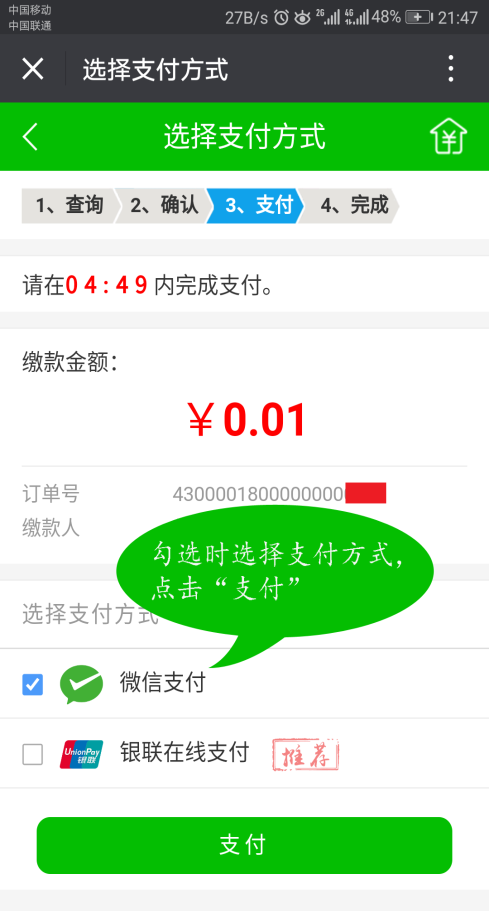 中国移动
中国联通
27B/s 2G 4G 48% 21:47
选择支付方式
选择支付方式
1、查询 2、确认 3、支付 4、完成
请在04:49内完成支付。
缴款金额：
￥0.01
订单号 4300001800000000
缴款人
勾选时选择支付方式，
点击“支付”
选择支付方式
微信支付
UnionPay
银联
银联在线支付 推荐
支付